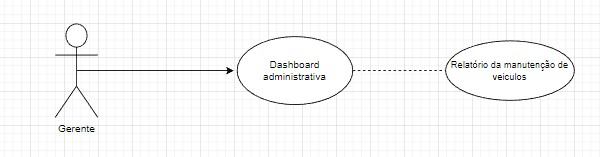 Dashboard
administrativa
Relatório da manutenção de
veiculos
Gerente